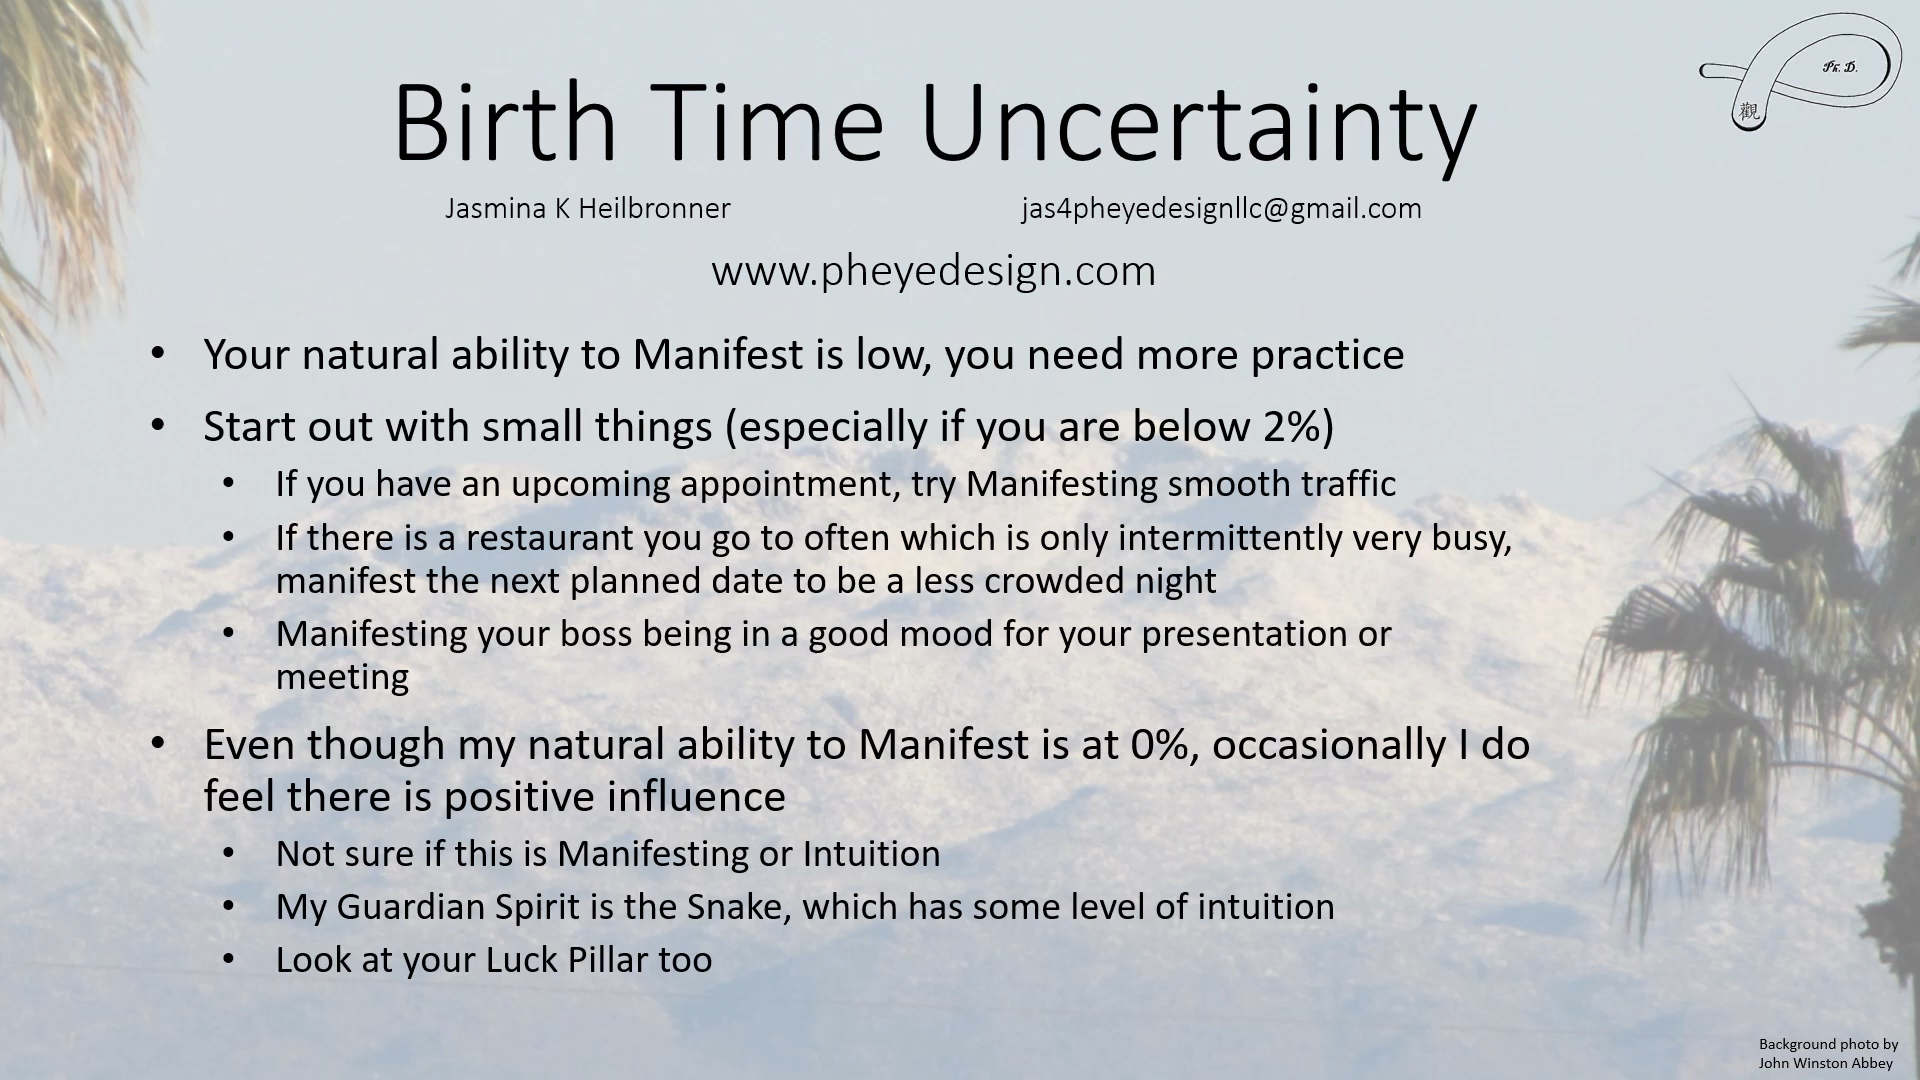 Ph. D.
觀
Birth Time Uncertainty
Jasmina K Heilbronner
jas4pheyedesignllc@gmail.com
www.pheyedesign.com
• Your natural ability to Manifest is low, you need more practice
• Start out with small things (especially if you are below 2%)
• If you have an upcoming appointment, try Manifesting smooth traffic
• If there is a restaurant you go to often which is only intermittently very busy,
manifest the next planned date to be a less crowded night
• Manifesting your boss being in a good mood for your presentation or
meeting
• Even though my natural ability to Manifest is at 0%, occasionally I do
feel there is positive influence
• Not sure if this is Manifesting or Intuition
• My Guardian Spirit is the Snake, which has some level of intuition
• Look at your Luck Pillar too
Background photo by
John Winston Abbey